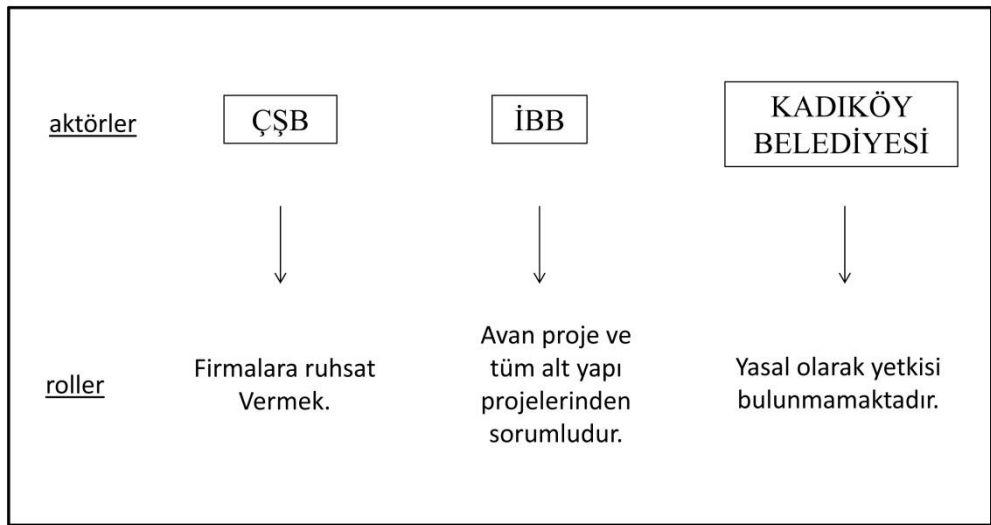 aktörler
ÇŞB
İBB
KADIKÖY
BELEDİYESİ
roller
Firmalara ruhsat
Vermek.
Avan proje ve
tüm alt yapı
projelerinden
sorumludur.
Yasal olarak yetkisi
bulunmamaktadır.